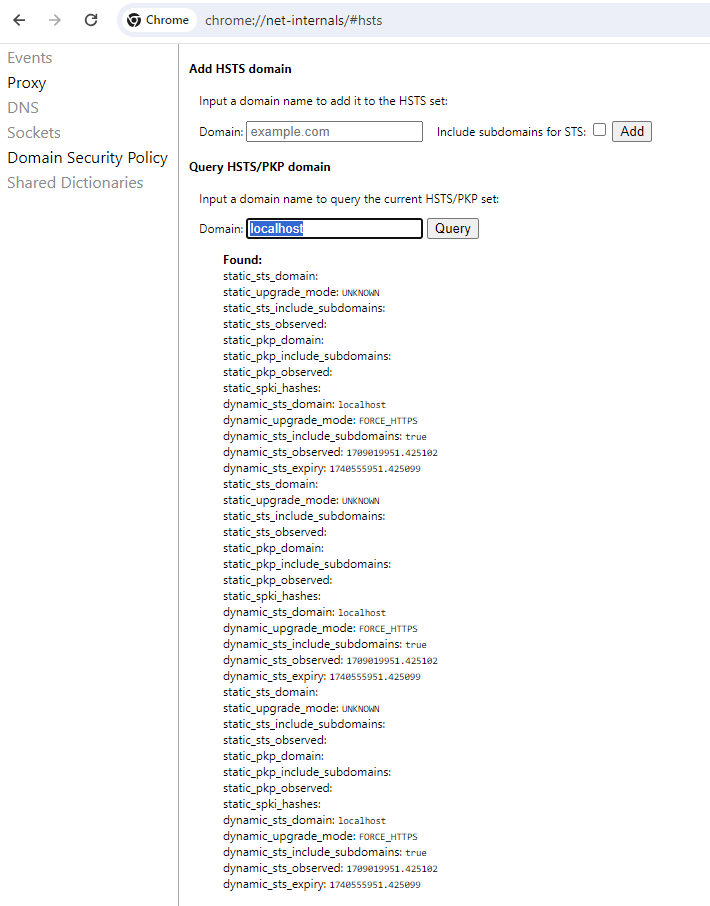 Chrome chrome://net-internals/#hsts
Events
Proxy
DNS
Sockets
Domain Security Policy
Shared Dictionaries
Add HSTS domain
Input a domain name to add it to the HSTS set:
Domain: example.com Include subdomains for STS: Add
Query HSTS/PKP domain
Input a domain name to query the current HSTS/PKP set:
Domain: localhost Query
Found:
static_sts_domain:
static_upgrade_mode: UNKNOWN
static_sts_include_subdomains:
static_sts_observed:
static_pkp_domain:
static_pkp_include_subdomains:
static_pkp_observed:
static_spki_hashes:
dynamic_sts_domain: localhost
dynamic_upgrade_mode: FORCE_HTTPS
dynamic_sts_include_subdomains: true
dynamic_sts_observed: 1709019951.425102
dynamic_sts_expiry: 1740555951.425099
static_sts_domain:
static_upgrade_mode: UNKNOWN
static_sts_include_subdomains:
static_sts_observed:
static_pkp_domain:
static_pkp_include_subdomains:
static_pkp_observed:
static_spki_hashes:
dynamic_sts_domain: localhost
dynamic_upgrade_mode: FORCE_HTTPS
dynamic_sts_include_subdomains: true
dynamic_sts_observed: 1709019951.425102
dynamic_sts_expiry: 1740555951.425099
static_sts_domain:
static_upgrade_mode: UNKNOWN
static_sts_include_subdomains:
static_sts_observed:
static_pkp_domain:
static_pkp_include_subdomains:
static_pkp_observed:
static_spki_hashes:
dynamic_sts_domain: localhost
dynamic_upgrade_mode: FORCE_HTTPS
dynamic_sts_include_subdomains: true
dynamic_sts_observed: 1709019951.425102
dynamic_sts_expiry: 1740555951.425099